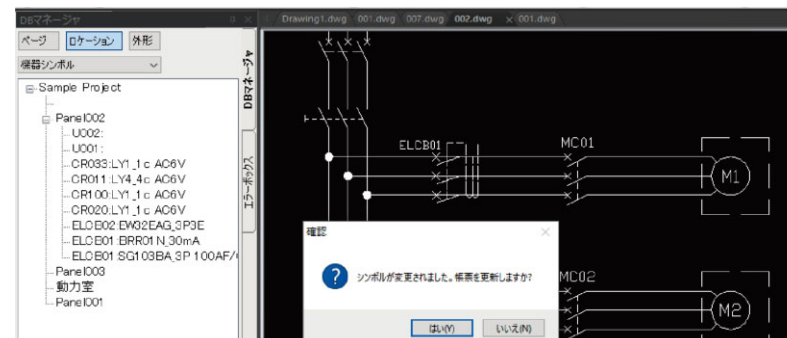 DBマネージャ
Drawing1.dwg 001.dwg 007.dwg 002.dwg × 001.dwg
ページ ロケーション 外形
機器シンボル
DBマネージャ
エラーボックス
Sample Project
Panel002
U002:
U001:
CR033:LY1_1c AC6V
CR011:LY4_4c AC6V
CR100:LY1_1c AC6V
CR020:LY1_1c AC6V
ELCB02:EW32EAG_3P3E
ELCB01:BRR01N_30mA
ELCB01:SG103BA_3P 100AF/
Panel003
動力室
Panel001
ELCB01
MC01
M1
MC02
M2
確認
シンボルが変更されました。帳票を更新しますか?
はい(Y) いいえ(N)